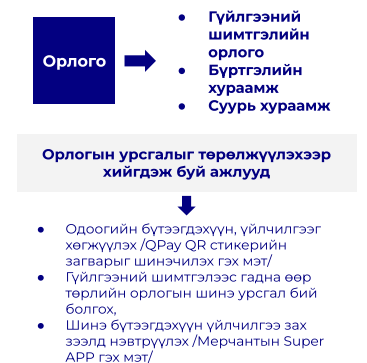 Орлого
● Гүйлгээний
шимтгэлийн
орлого
● Бүртгэлийн
хураамж
● Суурь хураамж
Орлогын урсгалыг төрөлжүүлэхээр
хийгдэж буй ажлууд
● Одоогийн бүтээгдэхүүн, үйлчилгээг
хөгжүүлэх /QPay QR стикерийн
загварыг шинэчилэх гэх мэт/
● Гүйлгээний шимтгэлээс гадна өөр
төрлийн орлогын шинэ урсгал бий
болгох,
● Шинэ бүтээгдэхүүн үйлчилгээ зах
зээлд нэвтрүүлэх /Мерчантын Super
APP гэх мэт/